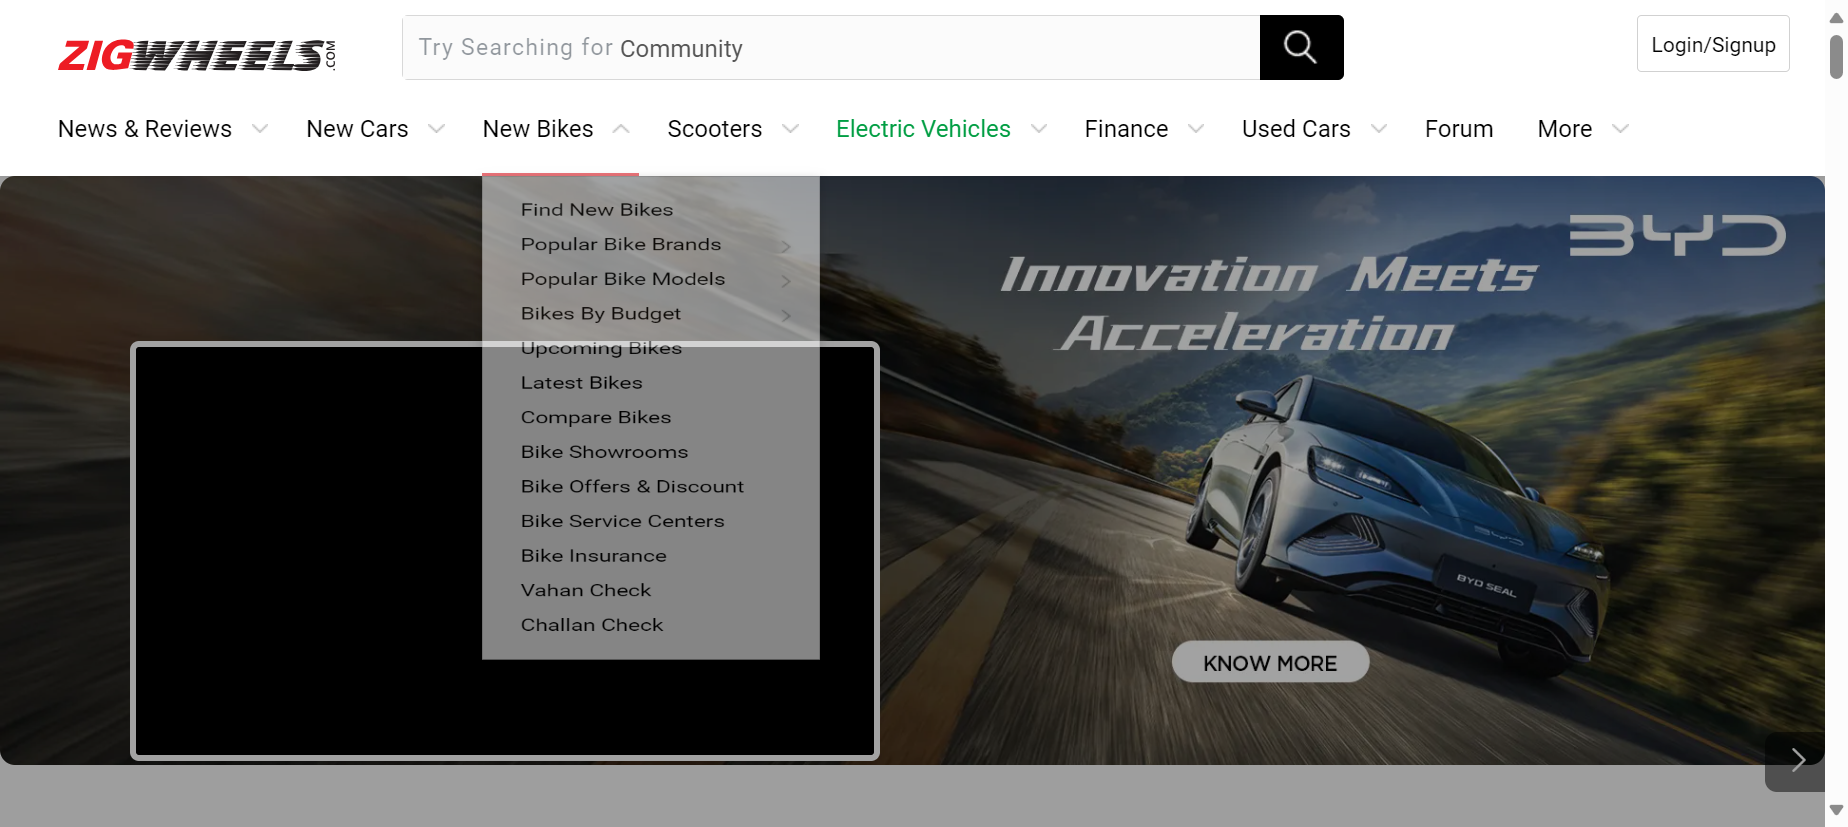 ZIGWHEELS.COM
Try Searching for Community
Login/Signup
News & Reviews
New Cars
New Bikes
Scooters
Electric Vehicles
Finance
Used Cars
Forum
More
Find New Bikes
Popular Bike Brands
Popular Bike Models
Bikes By Budget
Upcoming Bikes
Latest Bikes
Compare Bikes
Bike Showrooms
Bike Offers & Discount
Bike Service Centers
Bike Insurance
Vahan Check
Challan Check
BYD
Innovation Meets
Acceleration
BYD
BYD SEAL
KNOW MORE